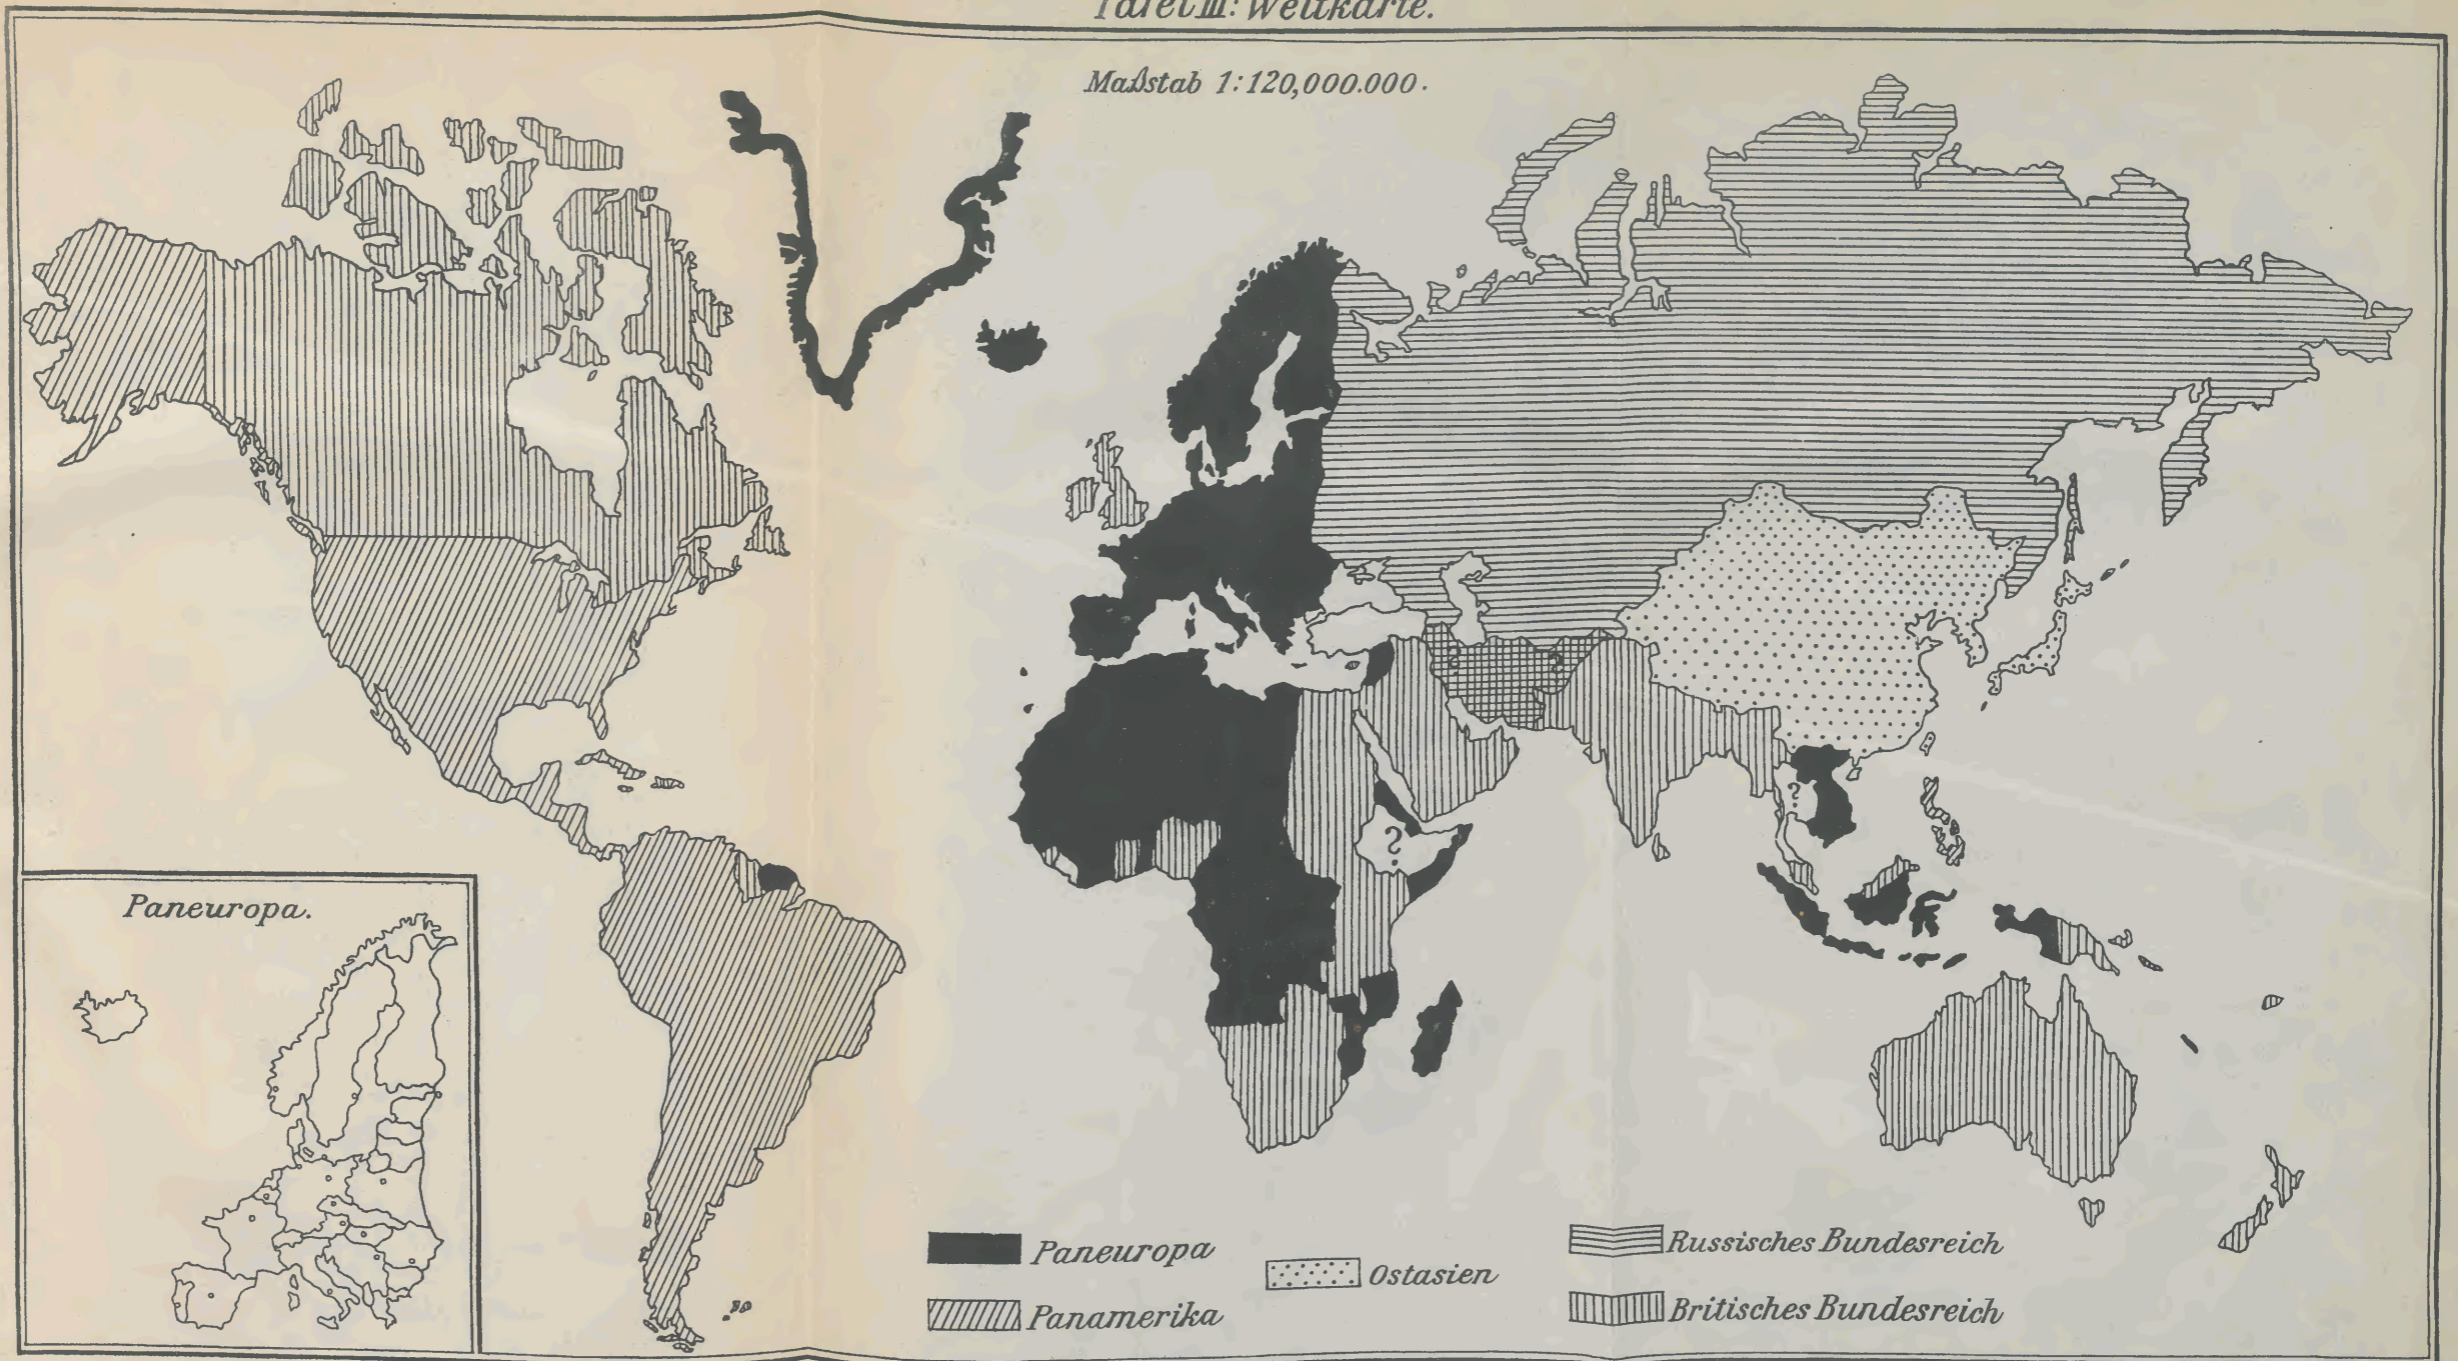 Tafel III: Weltkarte.
Maßstab 1:120,000.000.
?
?
?
?
Paneuropa.
Paneuropa
Panamerika
Ostasien
Russisches Bundesreich
Britisches Bundesreich